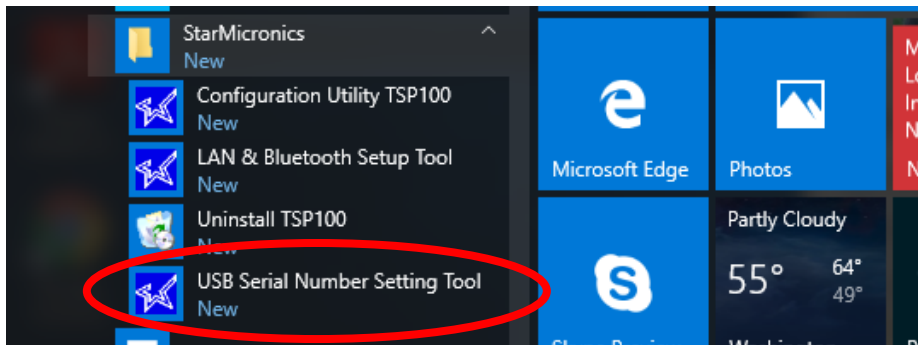 StarMicronics
New
Configuration Utility TSP100
New
LAN & Bluetooth Setup Tool
New
Uninstall TSP100
New
USB Serial Number Setting Tool
New
Microsoft Edge
Photos
Partly Cloudy
55°
64°
49°